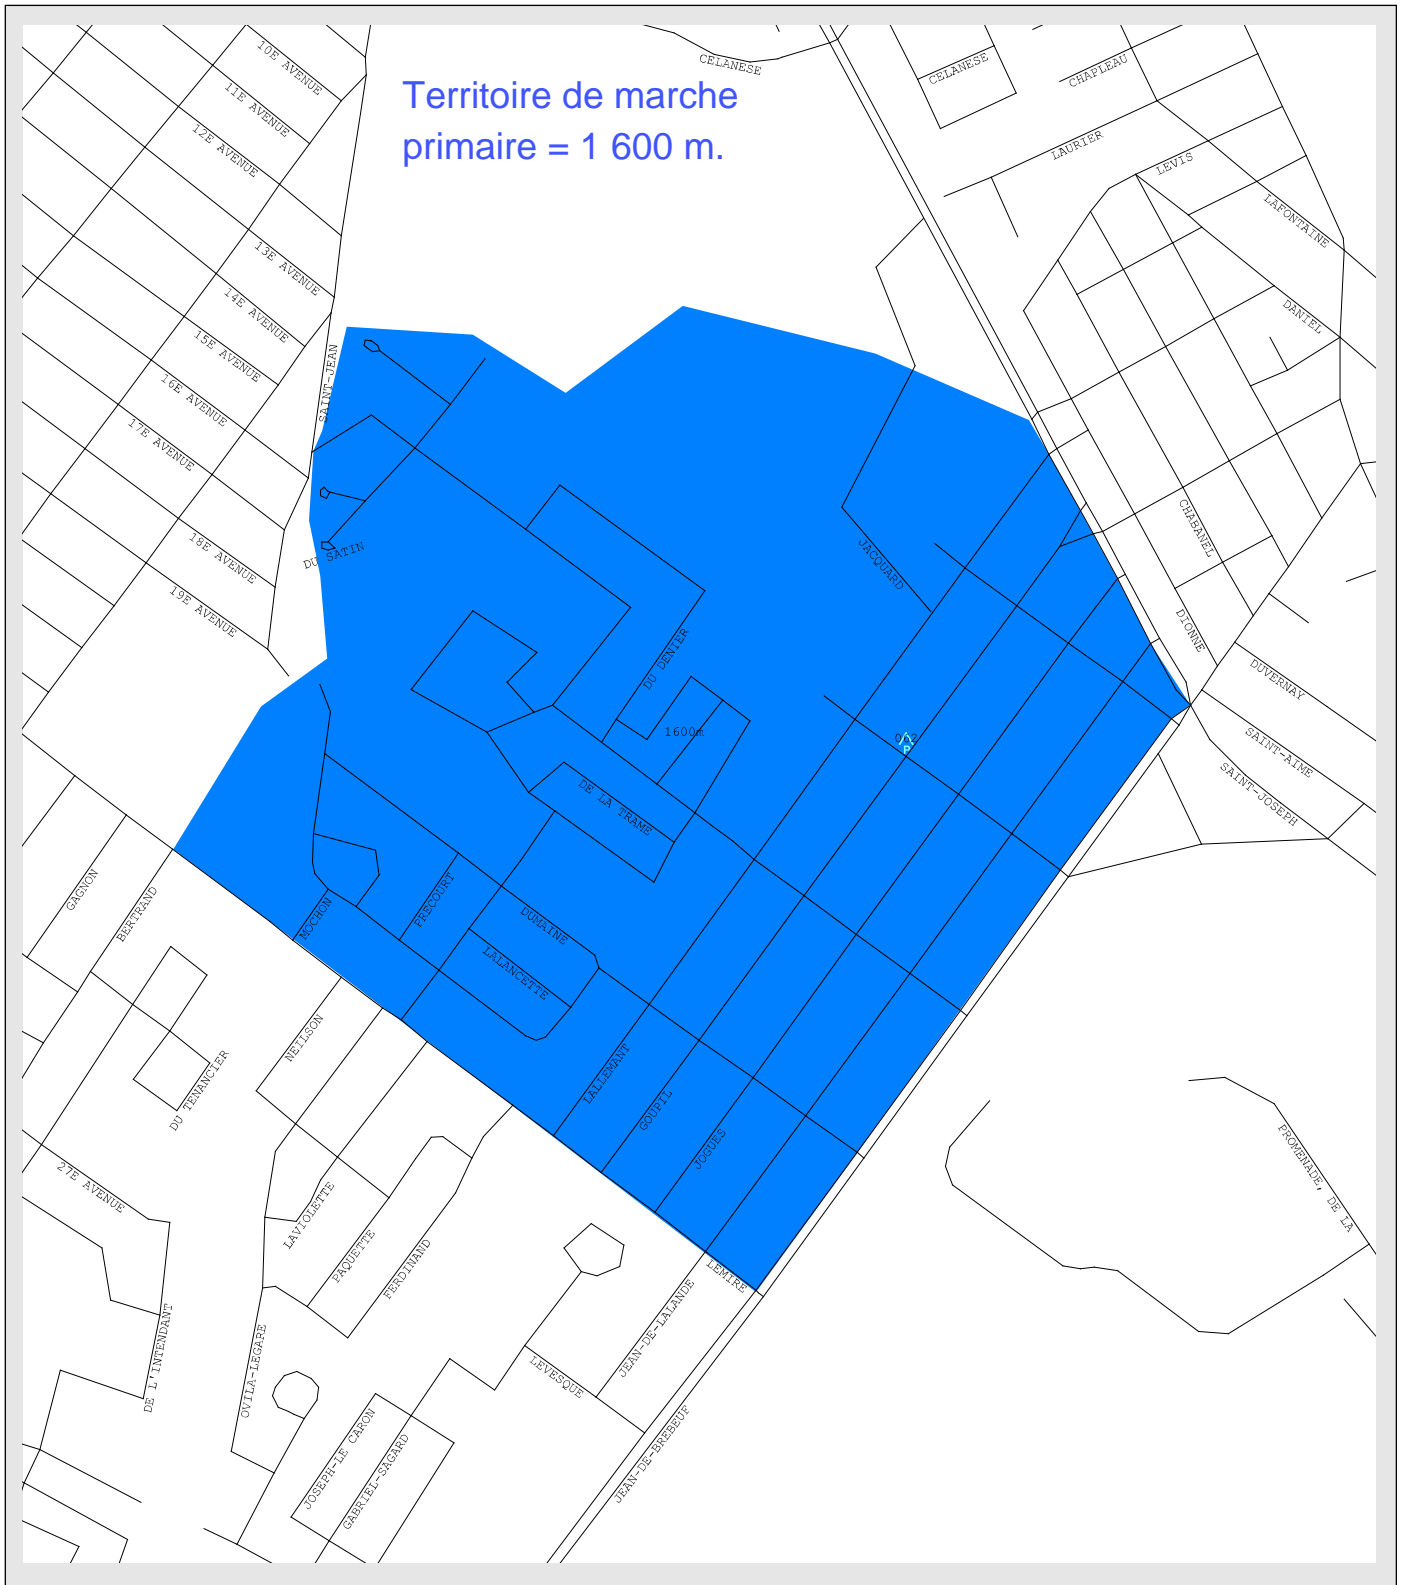 CELANESE
10E AVENUE
11E AVENUE
12E AVENUE
Territoire de marche
primaire = 1 600 m.
CELANESE
CHAPLEAU
LAURIER
LEVIS
LAFONTAINE
DANIEL
13E AVENUE
14E AVENUE
15E AVENUE
16E AVENUE
17E AVENUE
18E AVENUE
19E AVENUE
SAINT-JEAN
DU SATIN
JACQUARD
CHABANEL
DIONNE
DUVERNAY
SAINT-AIME
SAINT-JOSEPH
DU DENIER
1600m
062
P
DE LA TRAME
GAGNON
BERTRAND
MOCHON
PRECOURT
DUMAINE
LALANCETTE
NEILSON
DU TENANCIER
LALLEMANT
GOUPIL
JOGUES
27E AVENUE
LAVIOLETTE
PAQUETTE
FERDINAND
LEMIRE
PROMENADE, DE LA
DE L'INTENDANT
OVILA-LEGARE
LEVESQUE
JEAN-DE-LALANDE
JOSEPH-LE CARON
GABRIEL-SAGARD
JEAN-DE-BREBEUF